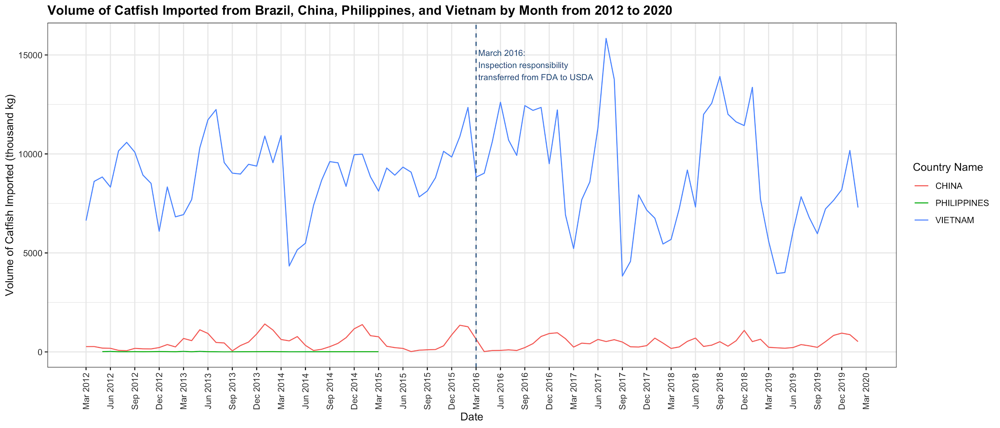 Volume of Catfish Imported from Brazil, China, Philippines, and Vietnam by Month from 2012 to 2020
Volume of Catfish Imported (thousand kg)
15000
10000
5000
0
March 2016:
Inspection responsibility
transferred from FDA to USDA
Country Name
CHINA
PHILIPPINES
VIETNAM
Mar 2012
Jun 2012
Sep 2012
Dec 2012
Mar 2013
Jun 2013
Sep 2013
Dec 2013
Mar 2014
Jun 2014
Sep 2014
Dec 2014
Mar 2015
Jun 2015
Sep 2015
Dec 2015
Mar 2016
Jun 2016
Sep 2016
Dec 2016
Mar 2017
Jun 2017
Sep 2017
Dec 2017
Mar 2018
Jun 2018
Sep 2018
Dec 2018
Mar 2019
Jun 2019
Sep 2019
Dec 2019
Mar 2020
Date